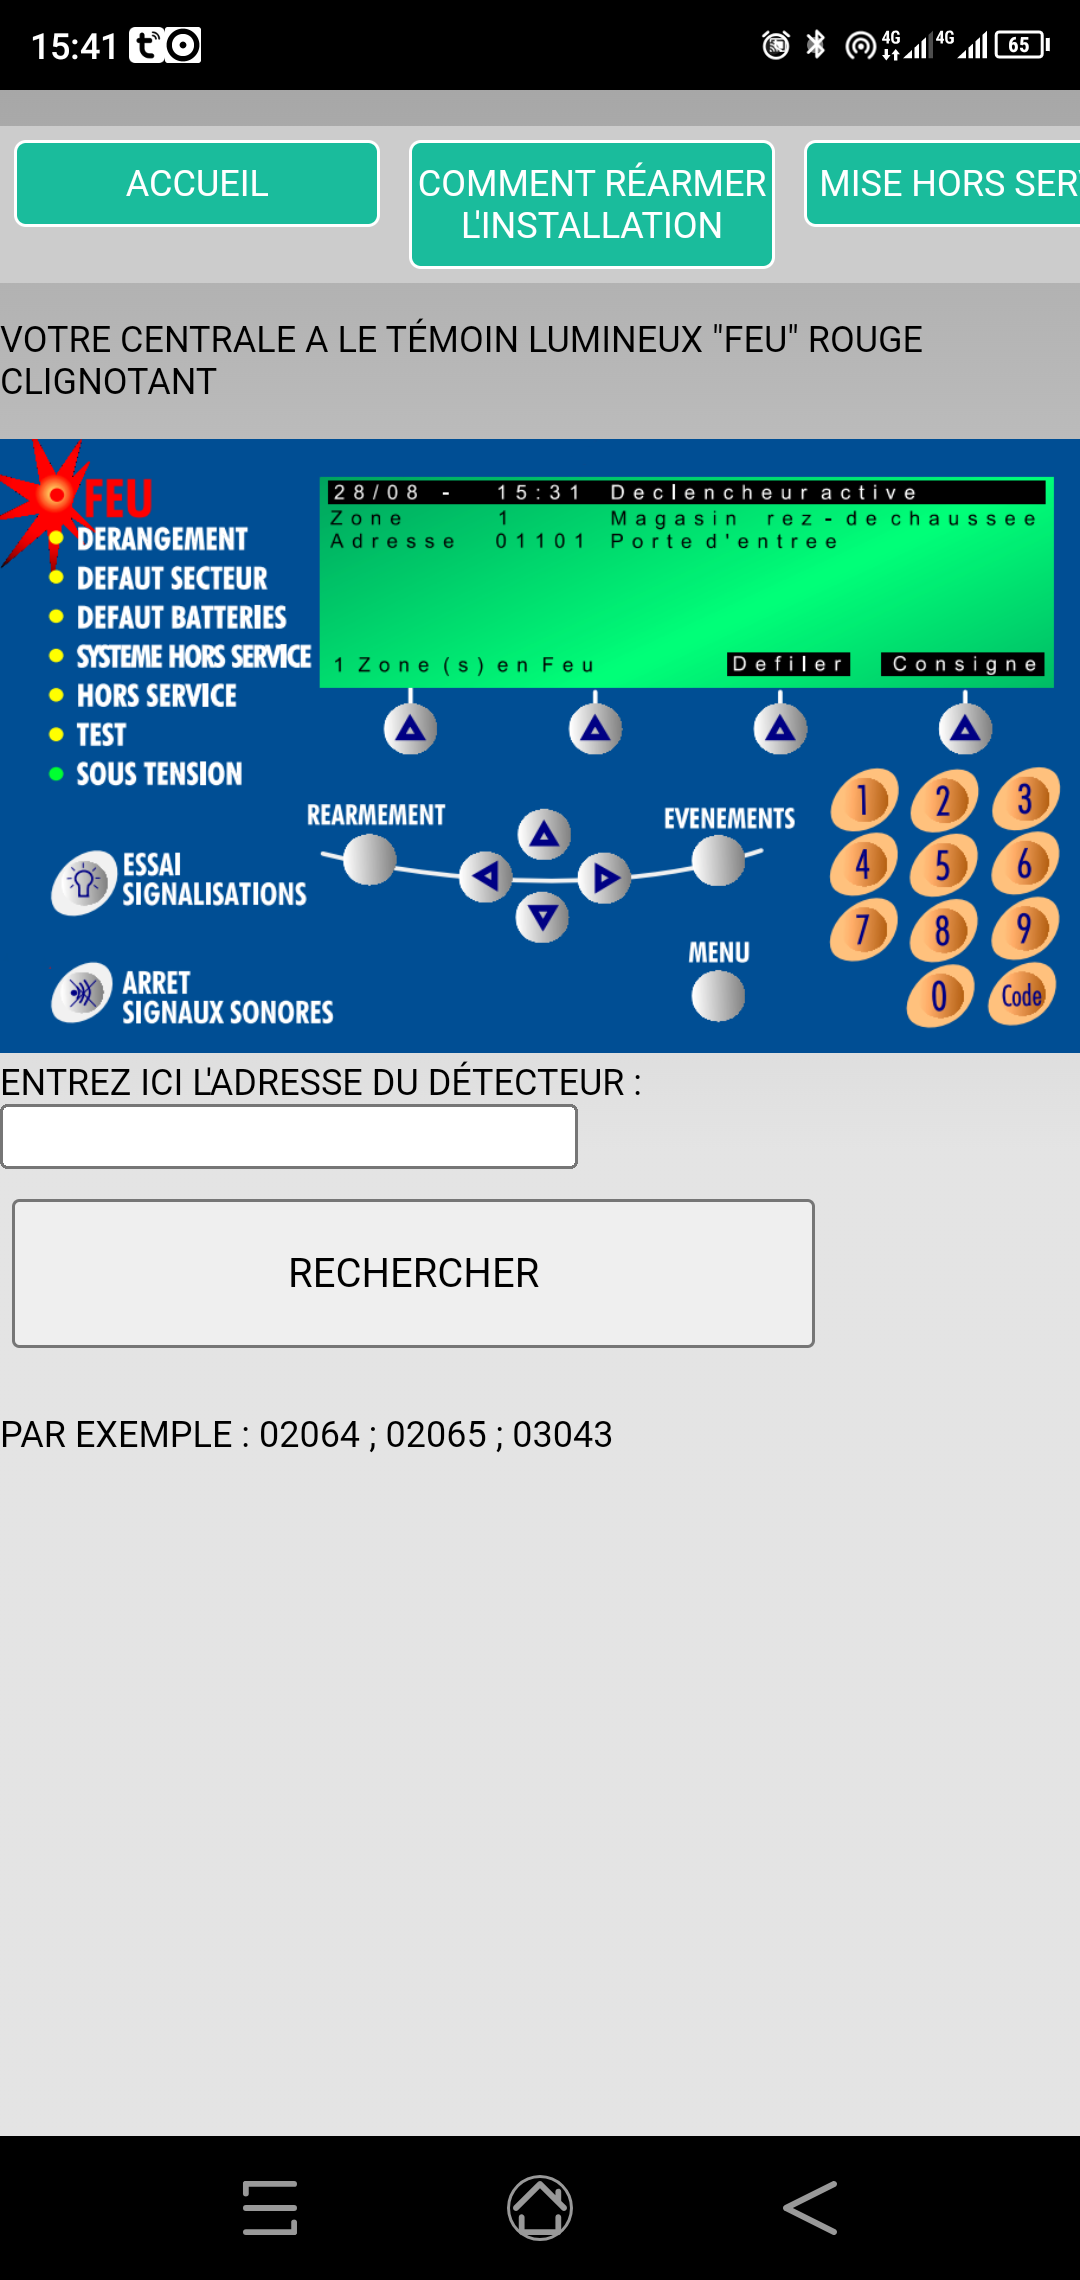 15:41
4G 4G 65
ACCUEIL
COMMENT RÉARMER
L'INSTALLATION
MISE HORS SER
VOTRE CENTRALE A LE TÉMOIN LUMINEUX "FEU" ROUGE
CLIGNOTANT
FEU
DERANGEMENT
DEFAUT SECTEUR
DEFAUT BATTERIES
SYSTEME HORS SERVICE
HORS SERVICE
TEST
SOUS TENSION
28/08 - 15:31 Declencheur active
Zone 1 Magasin rez-de chaussee
Adresse 01101 Porte d'entree
1 Zone(s) en Feu Defiler Consigne
REARMEMENT
EVENEMENTS
ESSAI
SIGNALISATIONS
MENU
ARRET
SIGNAUX SONORES
1 2 3
4 5 6
7 8 9
0 Code
ENTREZ ICI L'ADRESSE DU DÉTECTEUR :
RECHERCHER
PAR EXEMPLE : 02064 ; 02065 ; 03043